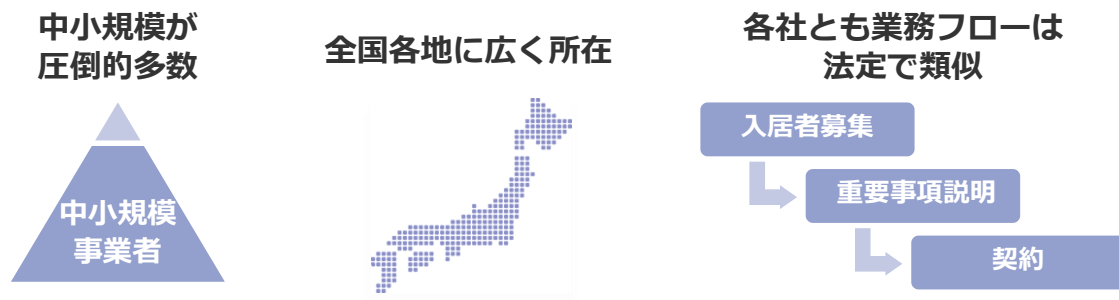 中小規模が
圧倒的多数
中小規模
事業者
全国各地に広く所在
各社とも業務フローは
法定で類似
入居者募集
重要事項説明
契約